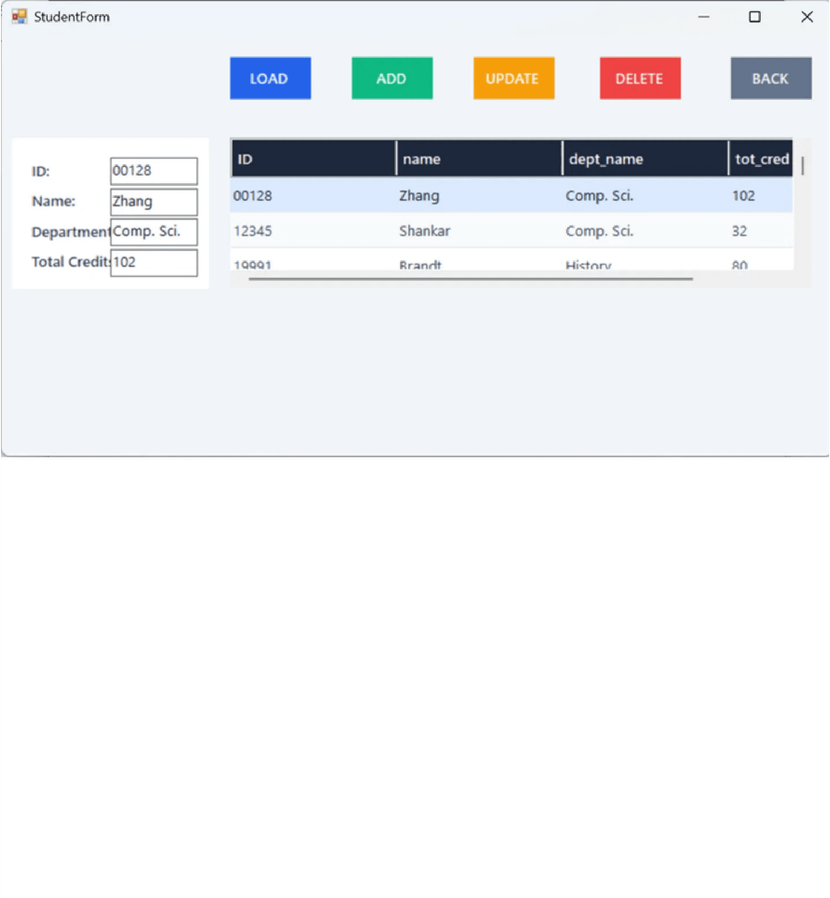 StudentForm
LOAD ADD UPDATE DELETE BACK
ID: 00128
Name: Zhang
Department Comp. Sci.
Total Credits 102
ID name dept_name tot_cred
00128 Zhang Comp. Sci. 102
12345 Shankar Comp. Sci. 32
19991 Brandt History 80